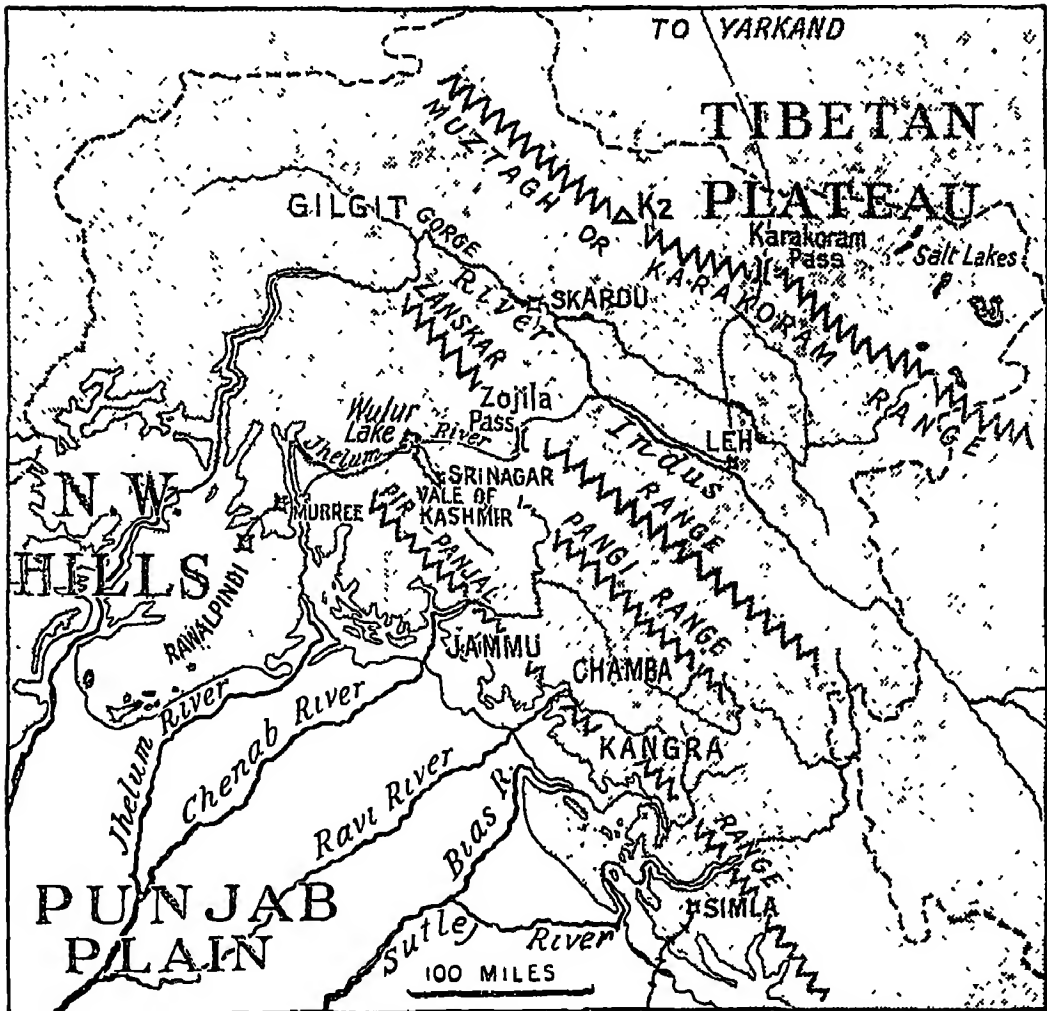 TO YARKAND
TIBETAN
PLATEAU
MUZTAGH OR KARAKORAM RANGE
K2
Karakoram
Pass
Salt Lakes
GILGIT
GORGE
River
SKARDU
ZANSKAR
Zojila
Pass
Wulur
Lake
Jhelum River
Indus
LEH
RANGE
SRINAGAR
VALE OF
KASHMIR
N.W.
HILLS
MURREE
PIR PANJAL
PANGI RANGE
RAWALPINDI
JAMMU
CHAMBA
Jhelum River
Chenab River
KANGRA
Ravi River
Bias R.
RANGE
SIMLA
PUNJAB
PLAIN
Sutlej River
100 MILES